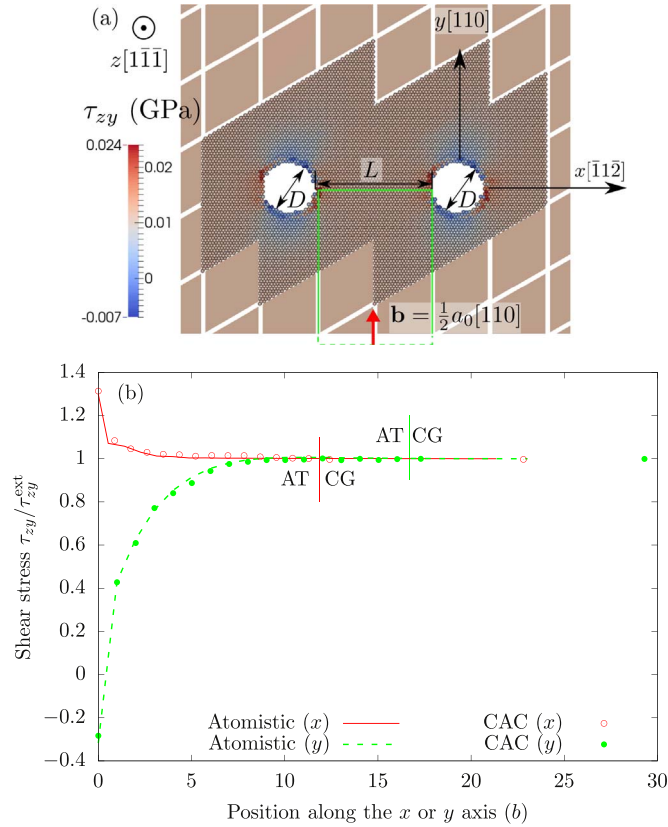 (a)
z[11̄1̄]
y[110]
τzy (GPa)
0.024
0.02
0.01
0
-0.007
L
D
D
x[1̄12̄]
b = ½a₀[110]
(b)
1.4
1.2
1
0.8
0.6
0.4
0.2
0
−0.2
−0.4
Shear stress τzy/τzy^ext
AT CG
AT CG
Atomistic (x)
CAC (x)
Atomistic (y)
CAC (y)
0 5 10 15 20 25 30
Position along the x or y axis (b)